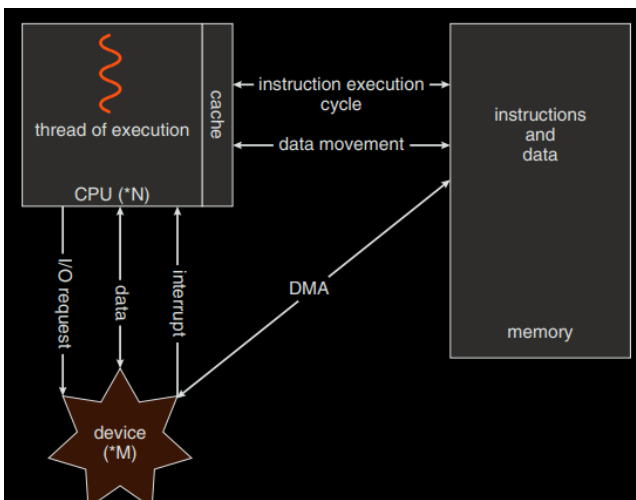 thread of execution
cache
CPU (*N)
instruction execution
cycle
data movement
instructions
and
data
memory
I/O request
data
interrupt
DMA
device
(*M)